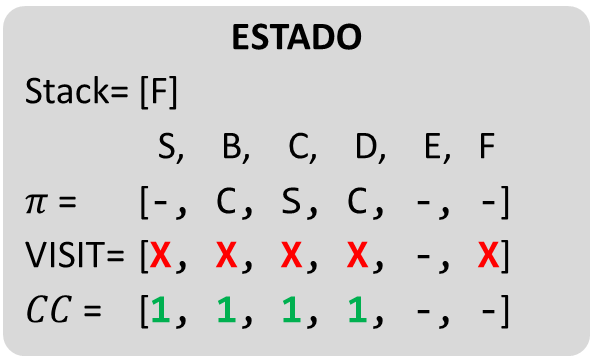 ESTADO
Stack= [F]
S, B, C, D, E, F
π = [-, C, S, C, -, -]
VISIT= [X, X, X, X, -, X]
CC = [1, 1, 1, 1, -, -]